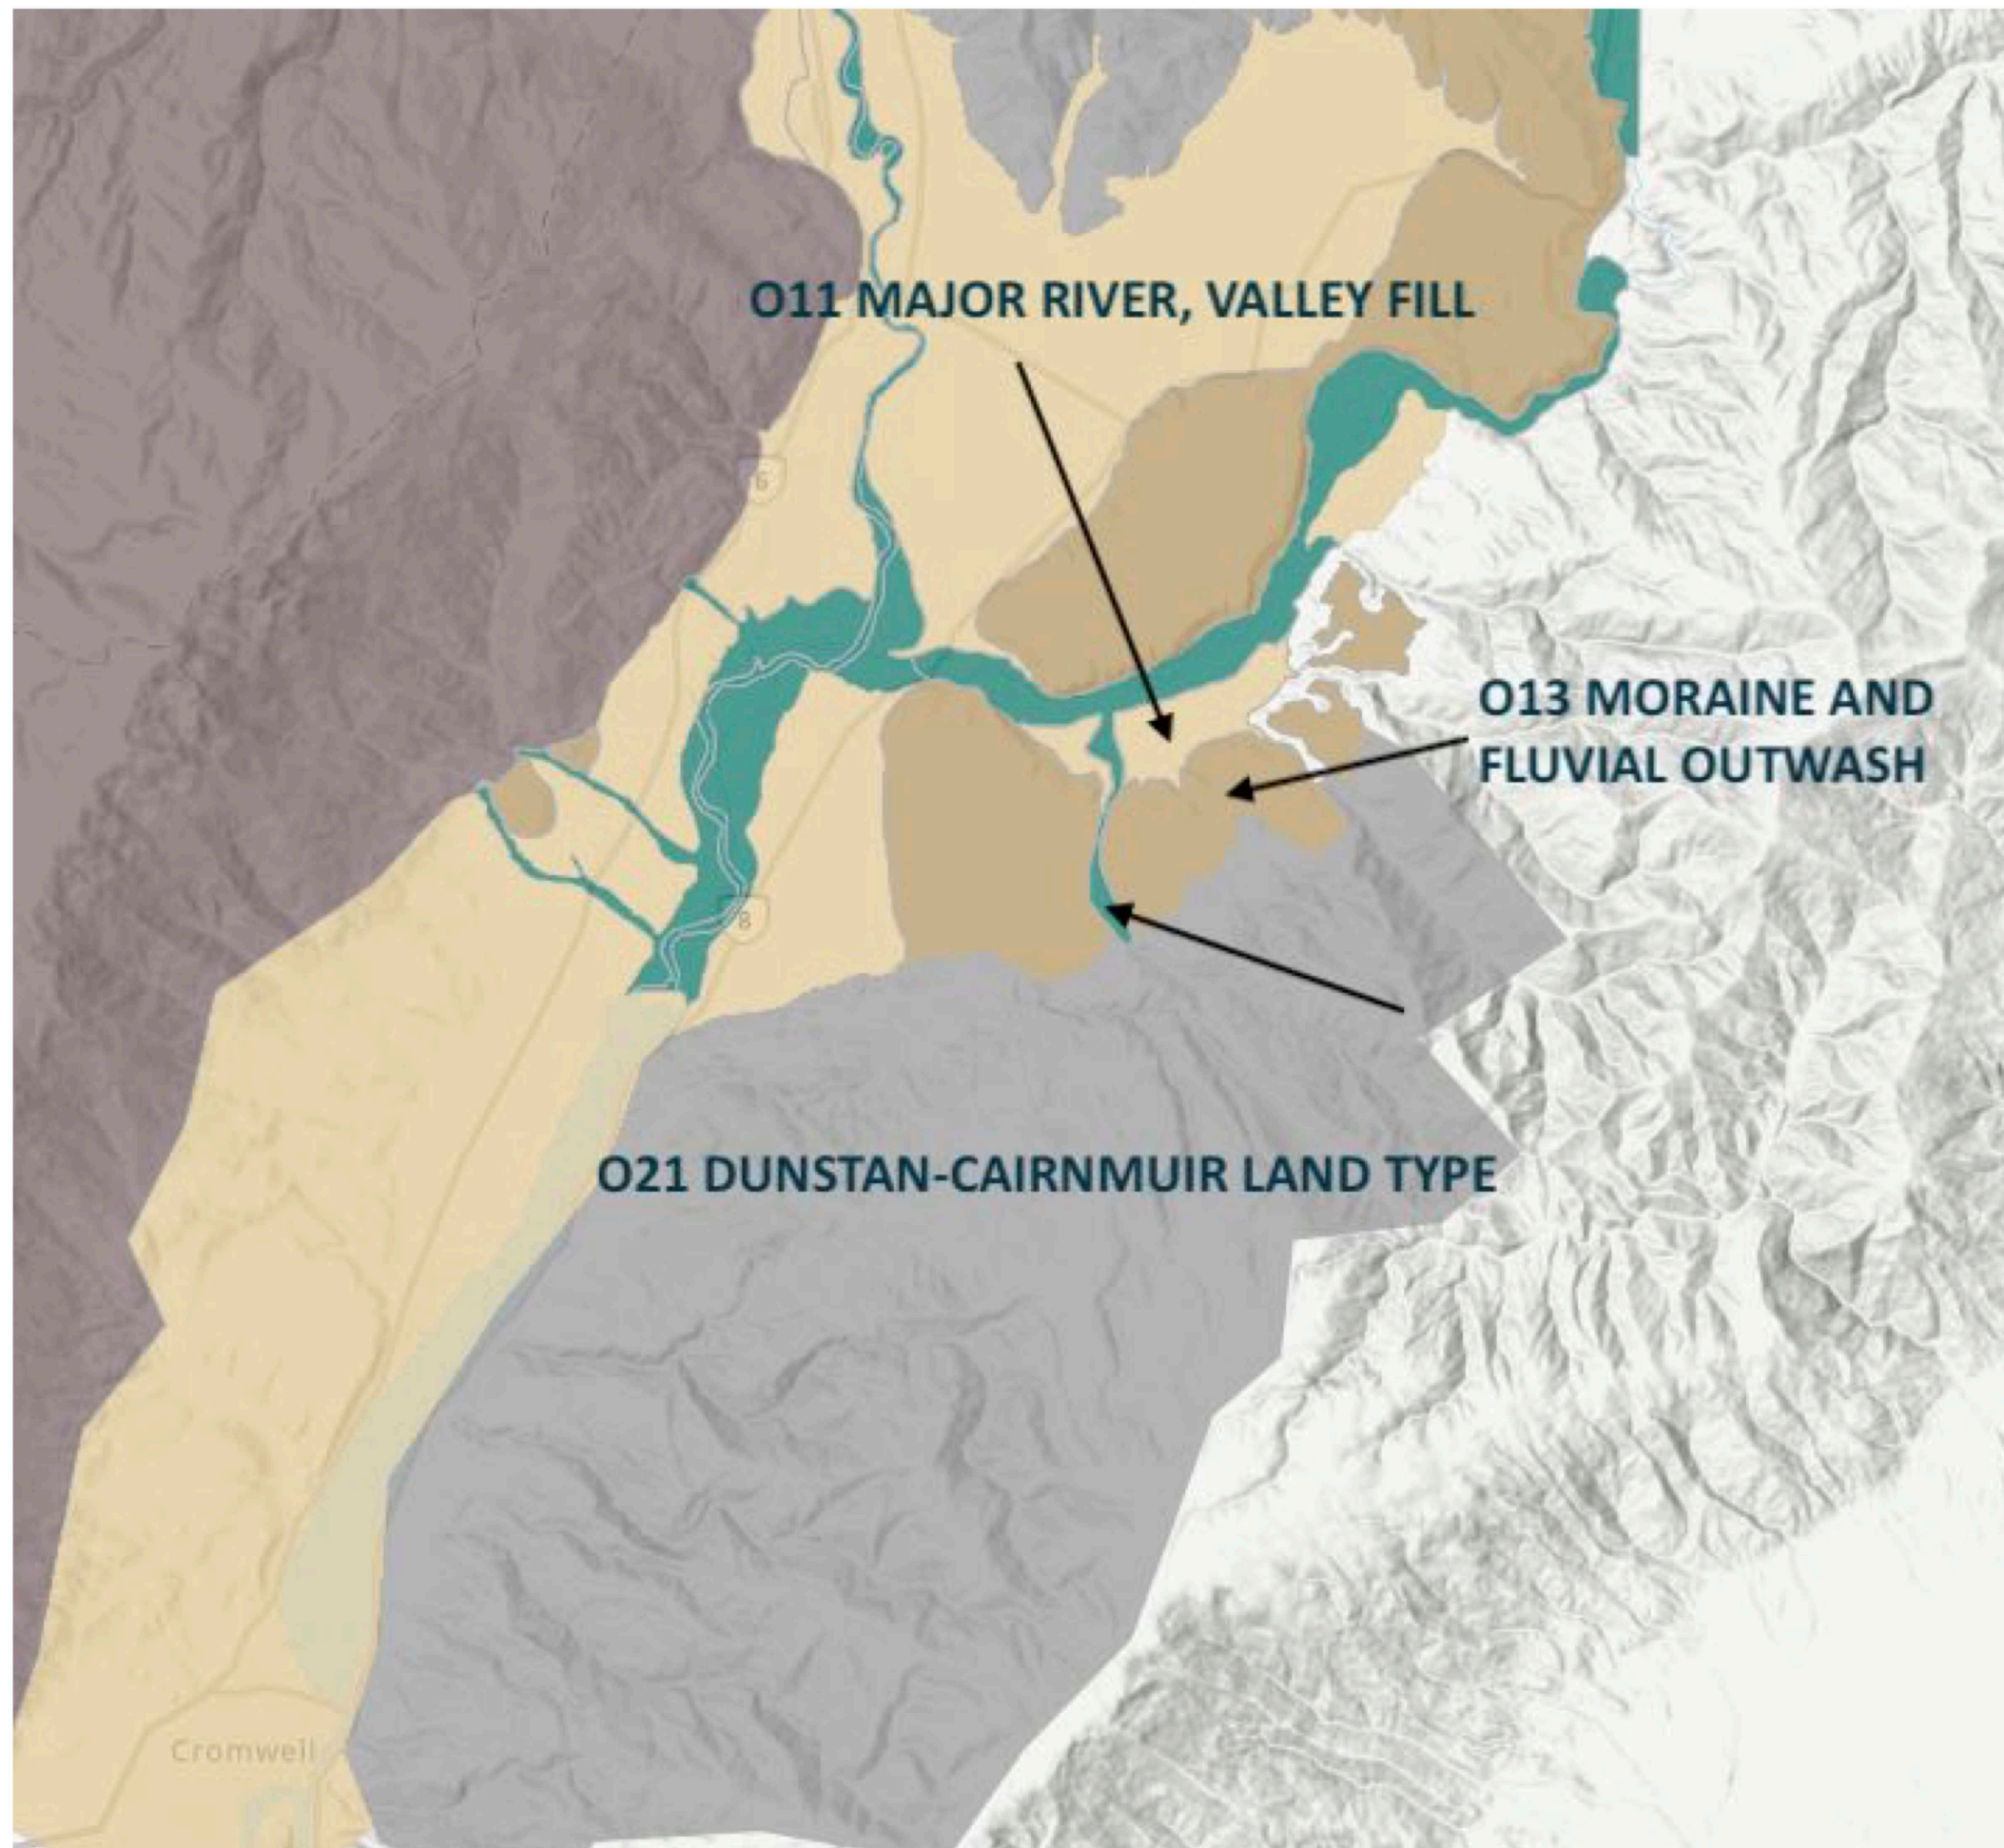 O11 MAJOR RIVER, VALLEY FILL
6
O13 MORAINE AND
FLUVIAL OUTWASH
8
O21 DUNSTAN-CAIRNMUIR LAND TYPE
Cromwell